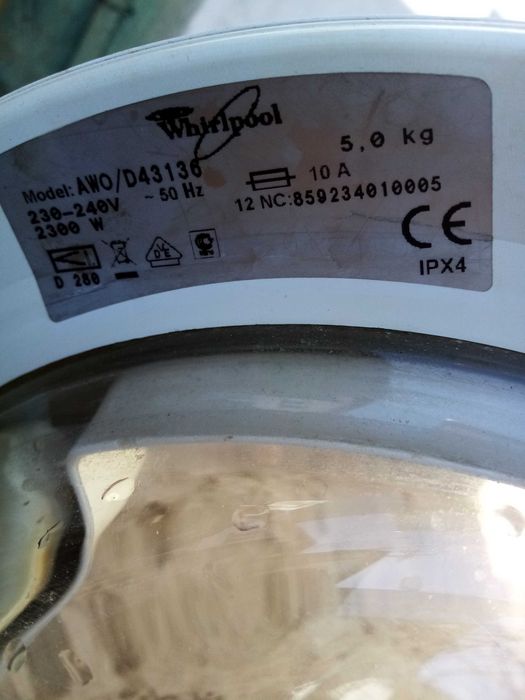 Whirlpool
5,0 kg
Model: AWO/D43136
230-240V ~ 50 Hz
10 A
2300 W
12 NC:859234010005
D 280
VDE
CE
IPX4